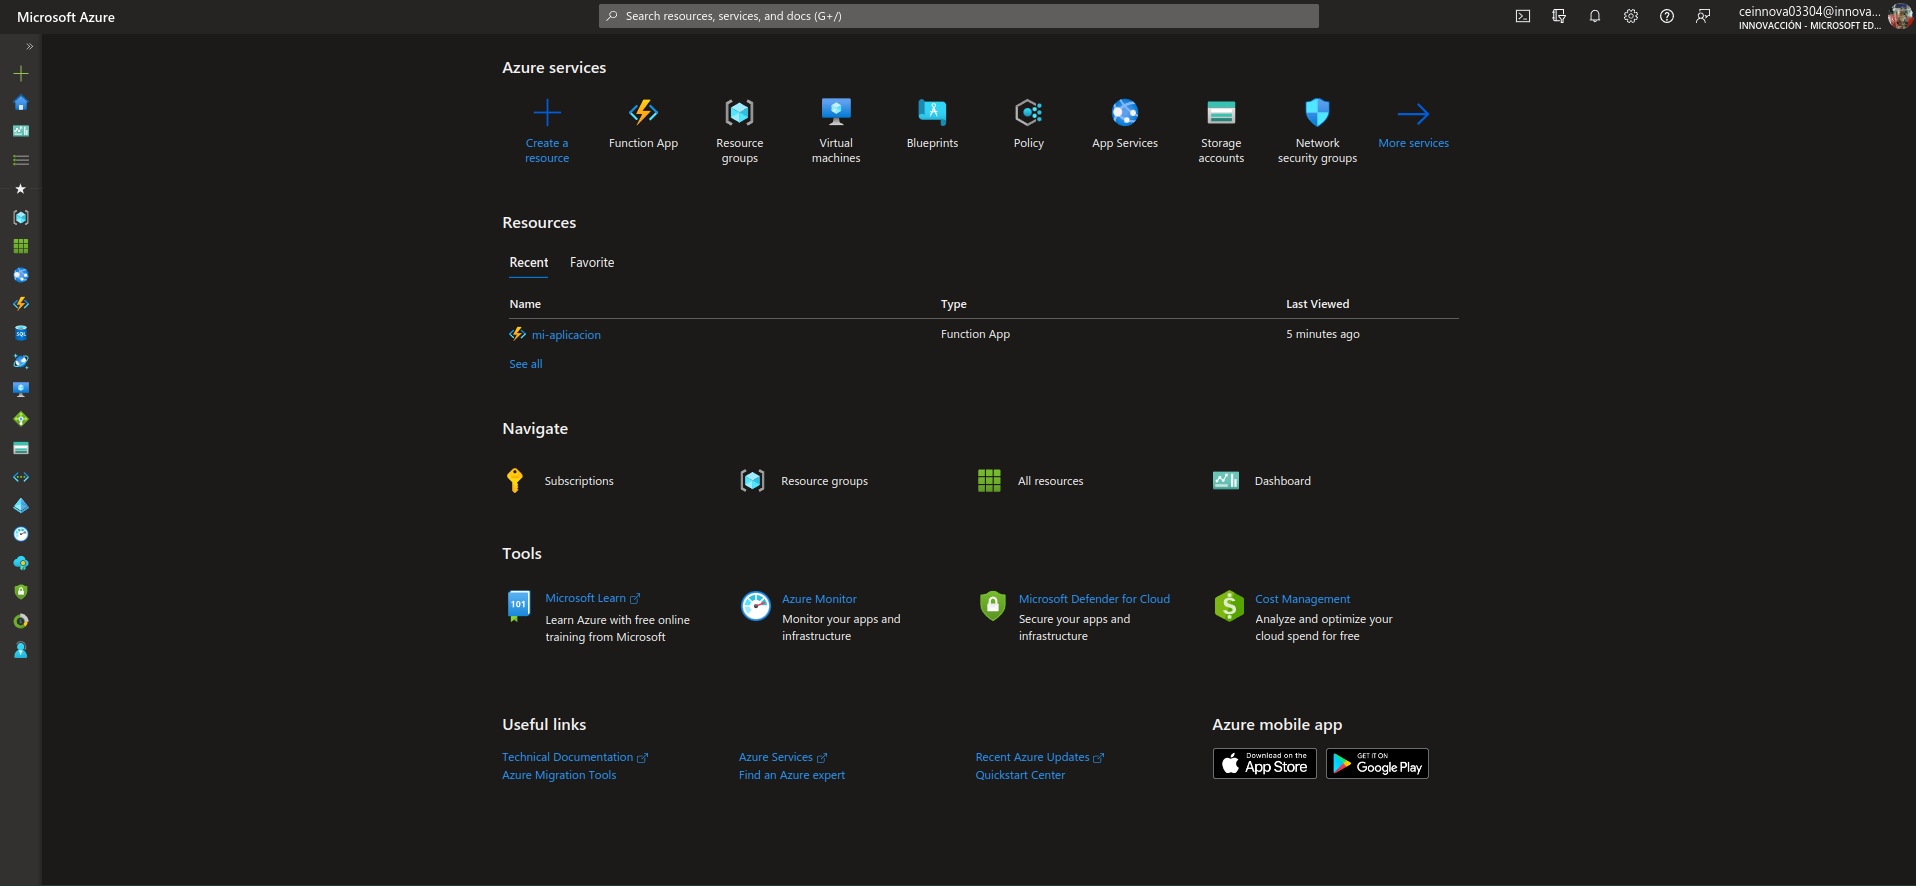 Microsoft Azure
Search resources, services, and docs (G+/)
ceinnova03304@innova...
INNOVACCIÓN - MICROSOFT ED...
Azure services
Create a resource
Function App
Resource groups
Virtual machines
Blueprints
Policy
App Services
Storage accounts
Network security groups
More services
Resources
Recent Favorite
Name Type Last Viewed
mi-aplicacion Function App 5 minutes ago
See all
Navigate
Subscriptions Resource groups All resources Dashboard
Tools
101
Microsoft Learn
Learn Azure with free online
training from Microsoft
Azure Monitor
Monitor your apps and
infrastructure
Microsoft Defender for Cloud
Secure your apps and
infrastructure
Cost Management
Analyze and optimize your
cloud spend for free
Useful links
Technical Documentation
Azure Migration Tools
Azure Services
Find an Azure expert
Recent Azure Updates
Quickstart Center
Azure mobile app
Download on the
App Store
GET IT ON
Google Play
SQL